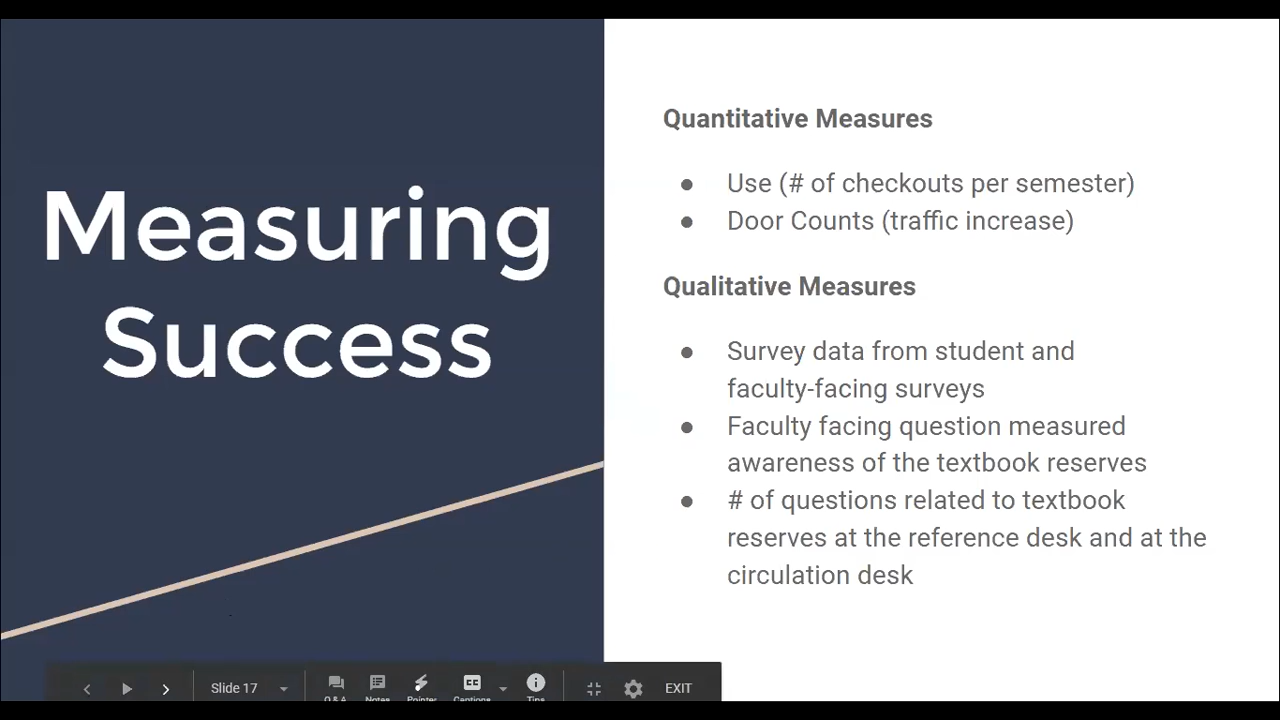 Measuring
Success
Quantitative Measures
● Use (# of checkouts per semester)
● Door Counts (traffic increase)
Qualitative Measures
● Survey data from student and
faculty-facing surveys
● Faculty facing question measured
awareness of the textbook reserves
● # of questions related to textbook
reserves at the reference desk and at the
circulation desk
Slide 17
Q & A Notes Pointer Captions Tips
EXIT